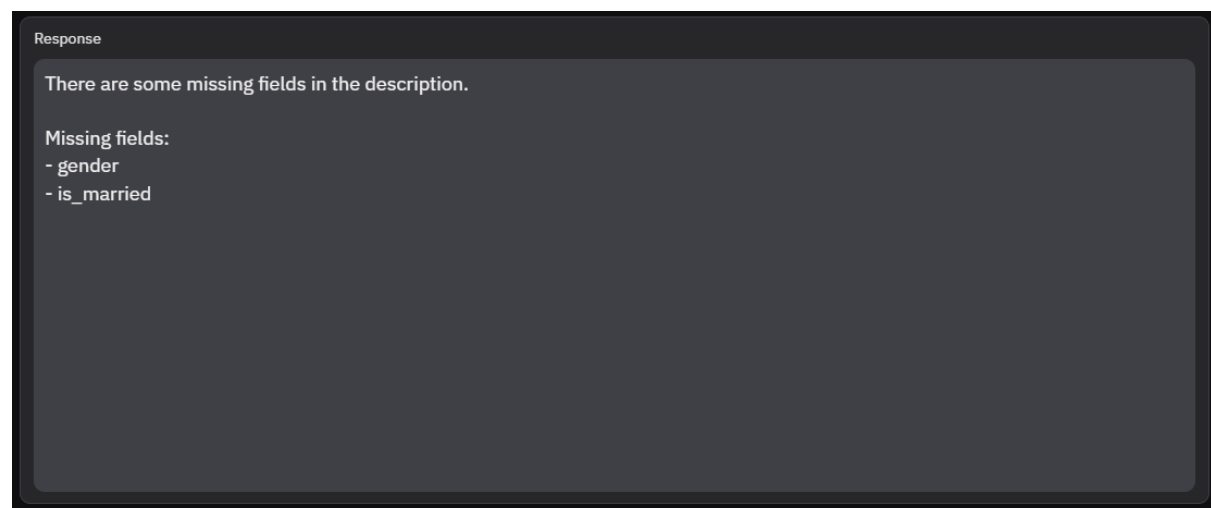 Response
There are some missing fields in the description.
Missing fields:
- gender
- is_married